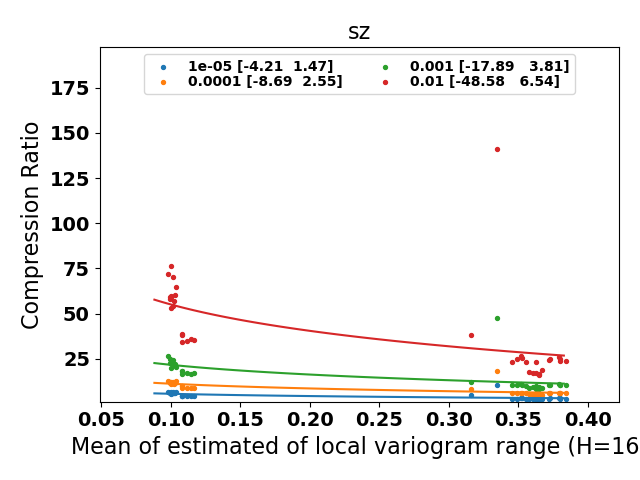 sz
1e-05 [-4.21  1.47]
0.0001 [-8.69  2.55]
0.001 [-17.89   3.81]
0.01 [-48.58   6.54]
Compression Ratio
175
150
125
100
75
50
25
0.05 0.10 0.15 0.20 0.25 0.30 0.35 0.40
Mean of estimated of local variogram range (H=16